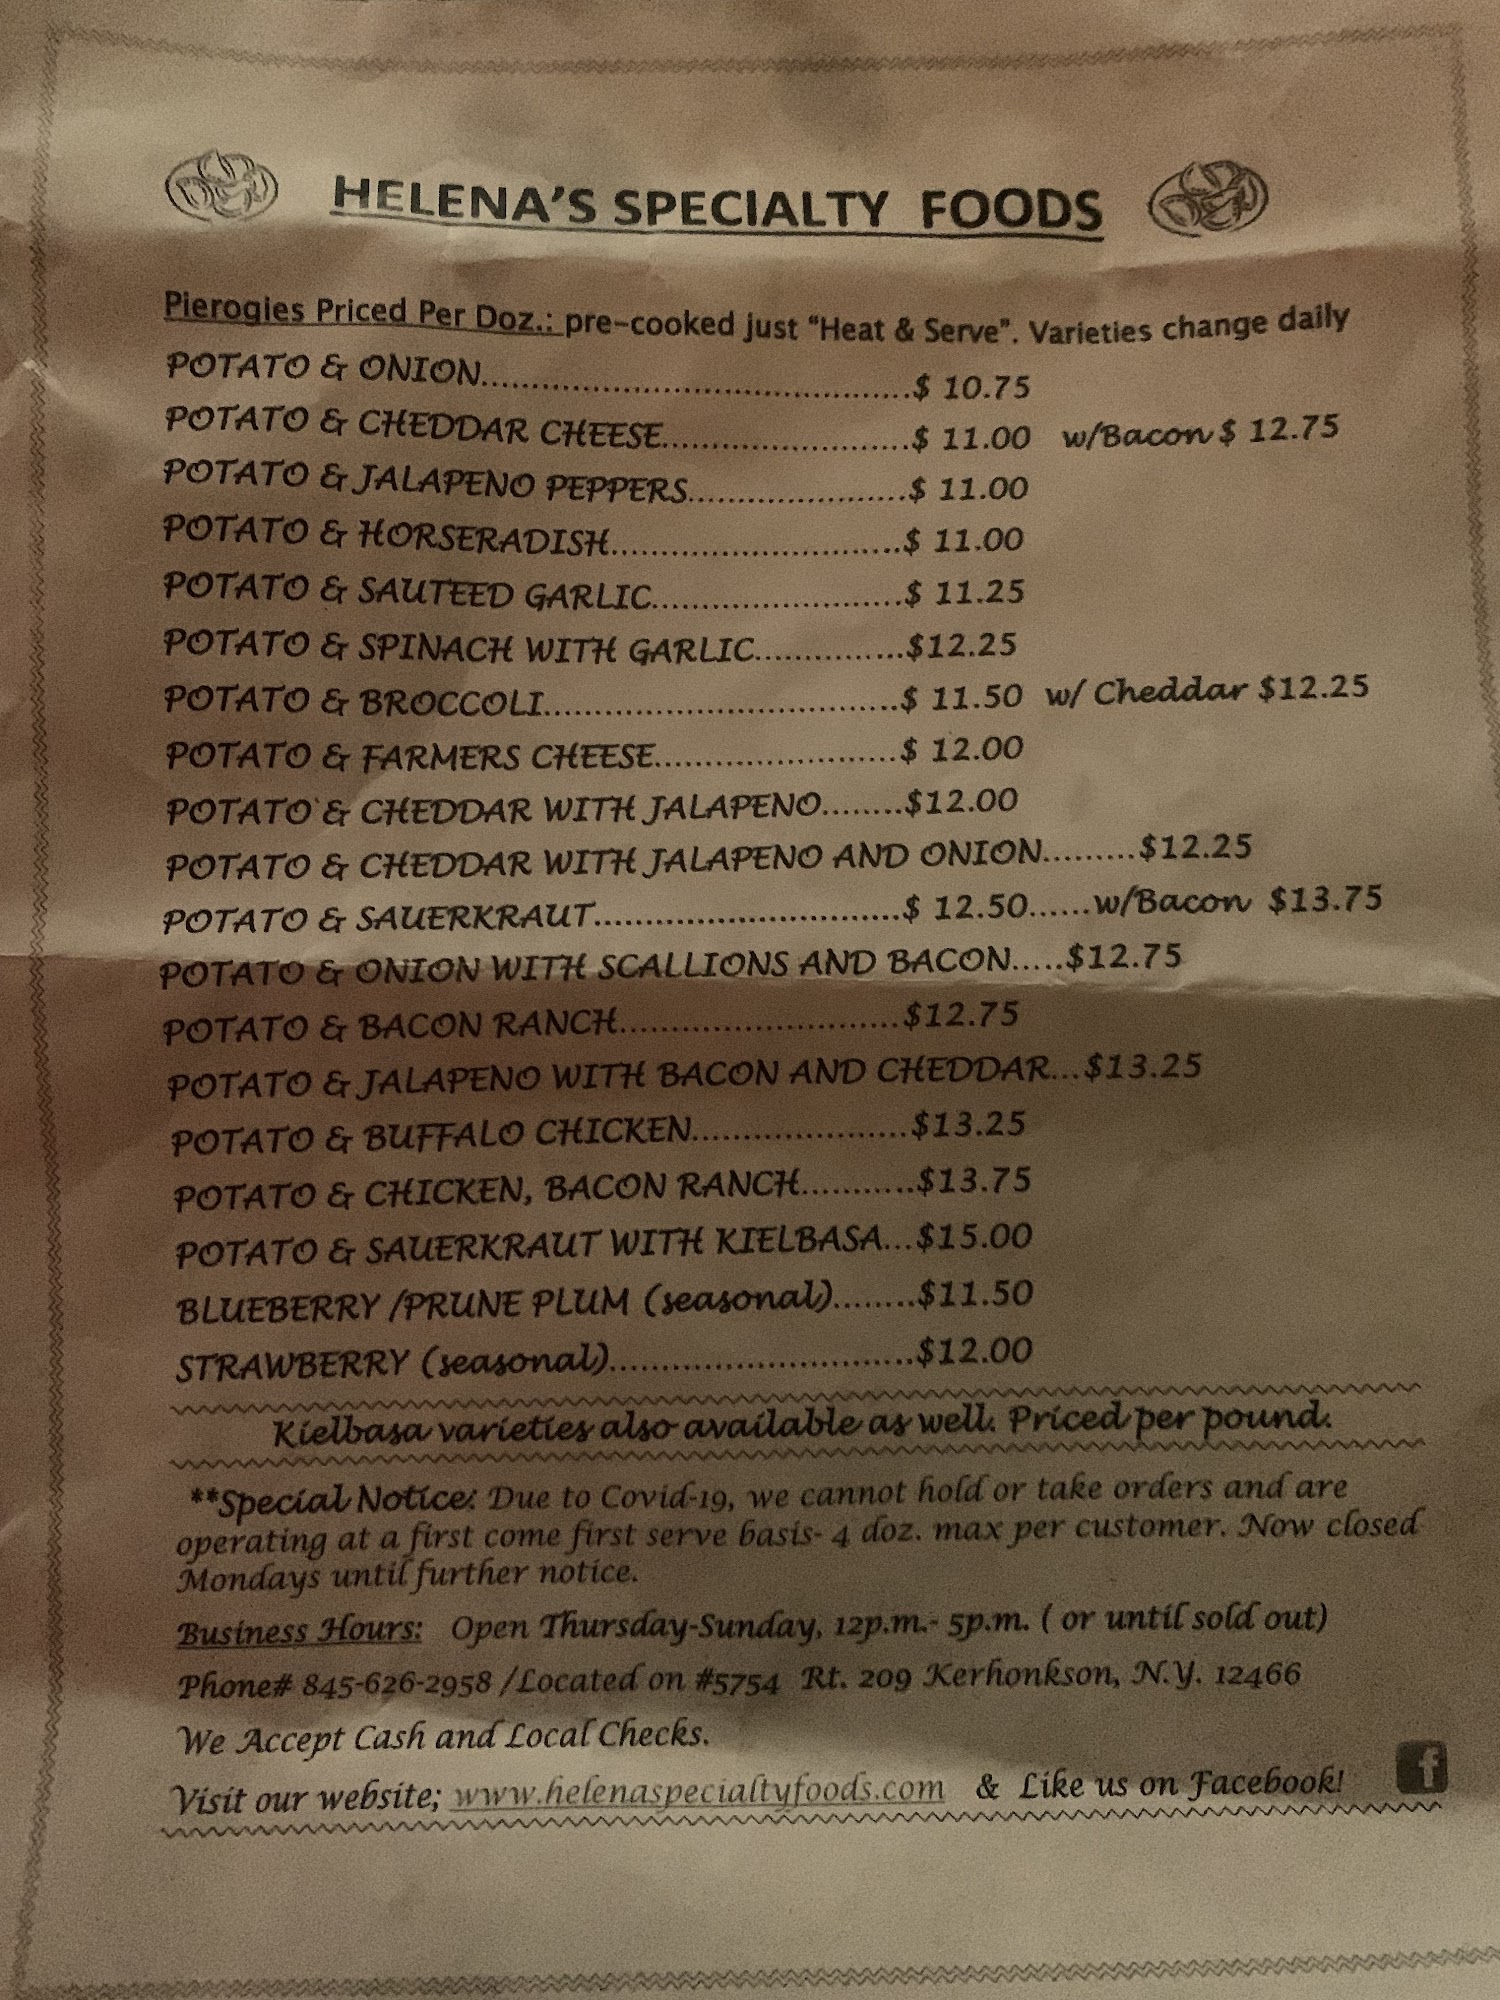 HELENA'S SPECIALTY FOODS
Pierogies Priced Per Doz.: pre-cooked just "Heat & Serve". Varieties change daily
POTATO & ONION..........................................$ 10.75
POTATO & CHEDDAR CHEESE........................$ 11.00 w/Bacon $ 12.75
POTATO & JALAPENO PEPPERS.....................$ 11.00
POTATO & HORSERADISH............................$ 11.00
POTATO & SAUTEED GARLIC........................$ 11.25
POTATO & SPINACH WITH GARLIC..............$12.25
POTATO & BROCCOLI..................................$ 11.50 w/ Cheddar $12.25
POTATO & FARMERS CHEESE.......................$ 12.00
POTATO & CHEDDAR WITH JALAPENO........$12.00
POTATO & CHEDDAR WITH JALAPENO AND ONION.........$12.25
POTATO & SAUERKRAUT.............................$ 12.50......w/Bacon $13.75
POTATO & ONION WITH SCALLIONS AND BACON.....$12.75
POTATO & BACON RANCH...........................$12.75
POTATO & JALAPENO WITH BACON AND CHEDDAR...$13.25
POTATO & BUFFALO CHICKEN.....................$13.25
POTATO & CHICKEN, BACON RANCH...........$13.75
POTATO & SAUERKRAUT WITH KIELBASA...$15.00
BLUEBERRY /PRUNE PLUM (seasonal)........$11.50
STRAWBERRY (seasonal).............................$12.00
Kielbasa varieties also available as well. Priced per pound.
**Special Notice: Due to Covid-19, we cannot hold or take orders and are
operating at a first come first serve basis- 4 doz. max per customer. Now closed
Mondays until further notice.
Business Hours: Open Thursday-Sunday, 12p.m.- 5p.m. ( or until sold out)
Phone# 845-626-2958 /Located on #5754 Rt. 209 Kerhonkson, N.Y. 12466
We Accept Cash and Local Checks.
Visit our website; www.helenaspecialtyfoods.com & Like us on Facebook! f